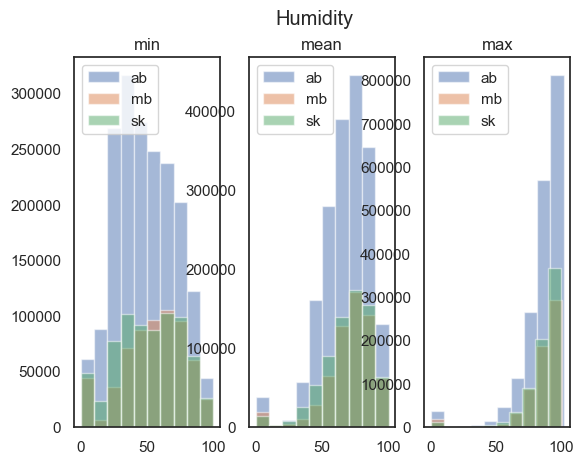 Humidity
min
mean
max
ab
mb
sk
ab
mb
sk
ab
mb
sk
300000
250000
200000
150000
100000
50000
0
400000
300000
200000
100000
0
800000
700000
600000
500000
400000
300000
200000
100000
0
0 50 100
0 50 100
0 50 100